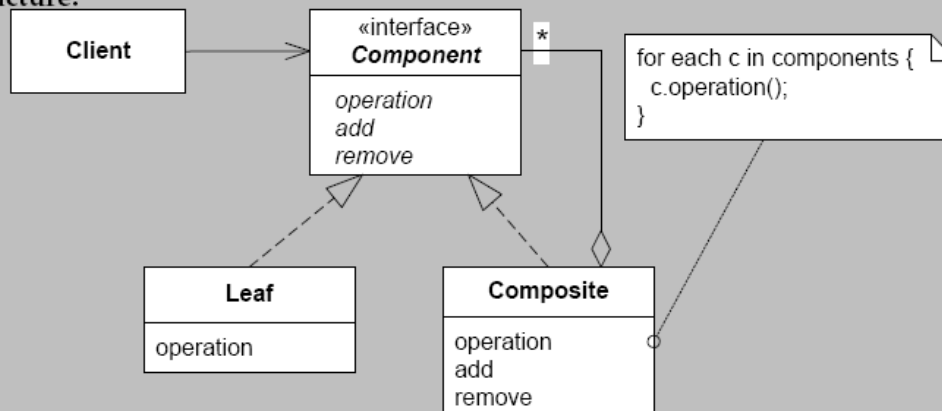 Client
«interface»
Component
operation
add
remove
*
for each c in components {
c.operation();
}
Leaf
operation
Composite
operation
add
remove